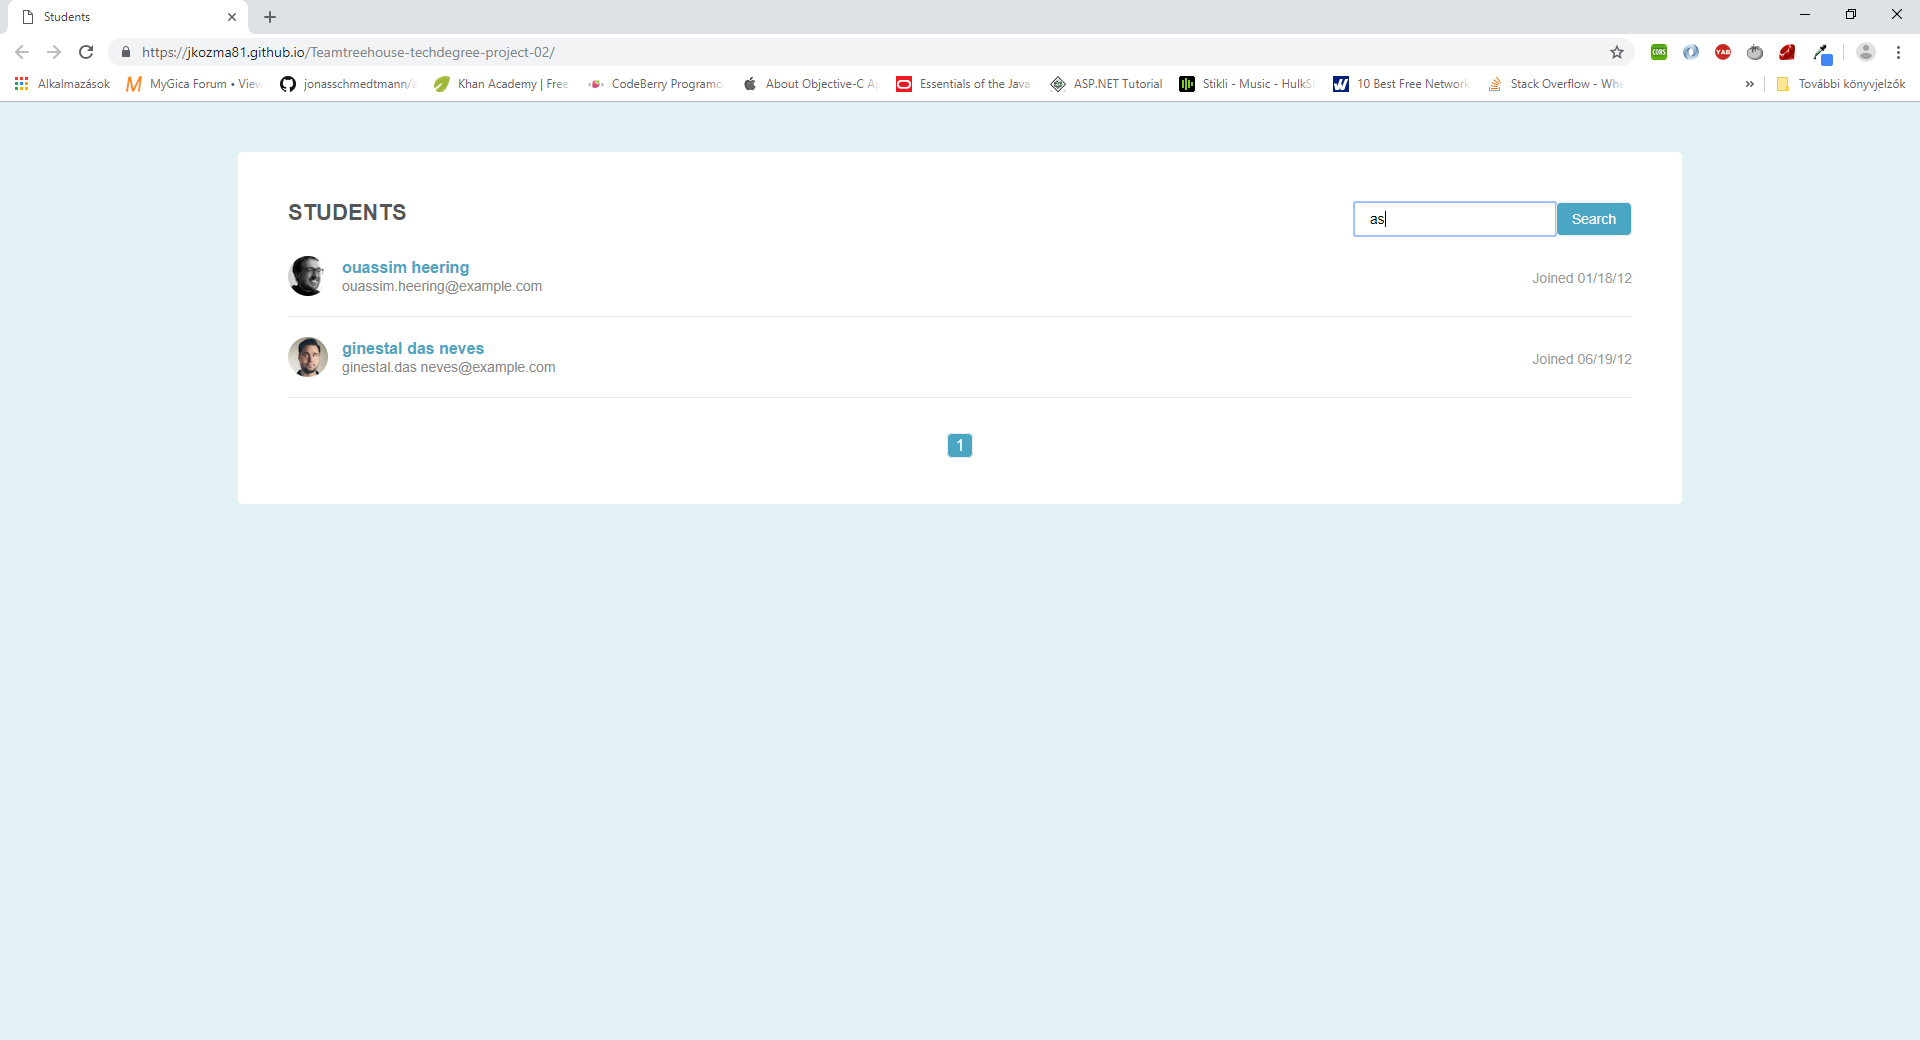 Students
https://jkozma81.github.io/Teamtreehouse-techdegree-project-02/
CORS
YAB
Alkalmazások
MyGica Forum • View
jonasschmedtmann/
Khan Academy | Free
CodeBerry Programo
About Objective-C A
Essentials of the Java
ASP.NET Tutorial
Stikli - Music - HulkS
10 Best Free Network
Stack Overflow - Whe
»
További könyvjelzők
STUDENTS
as
Search
ouassim heering
ouassim.heering@example.com
Joined 01/18/12
ginestal das neves
ginestal.das neves@example.com
Joined 06/19/12
1